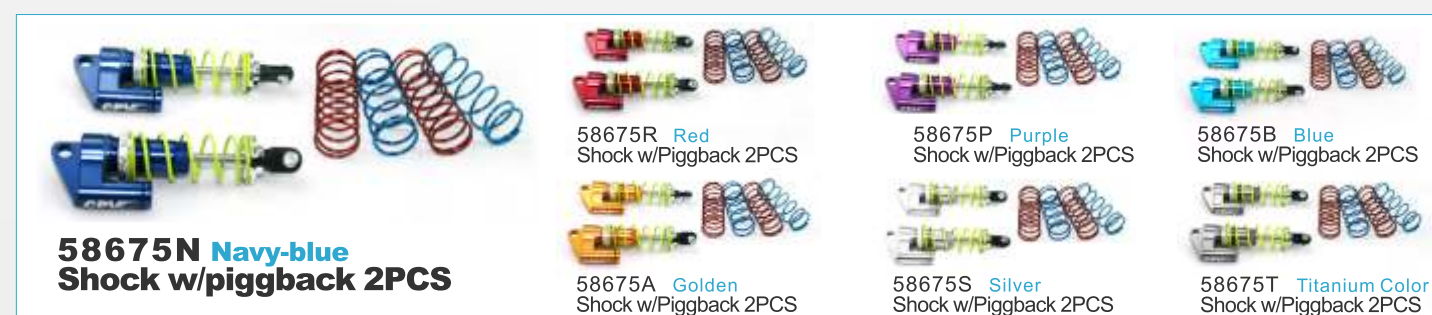 58675N Navy-blue
Shock w/piggback 2PCS
58675R Red
Shock w/Piggback 2PCS
58675P Purple
Shock w/Piggback 2PCS
58675B Blue
Shock w/Piggback 2PCS
58675A Golden
Shock w/Piggback 2PCS
58675S Silver
Shock w/Piggback 2PCS
58675T Titanium Color
Shock w/Piggback 2PCS